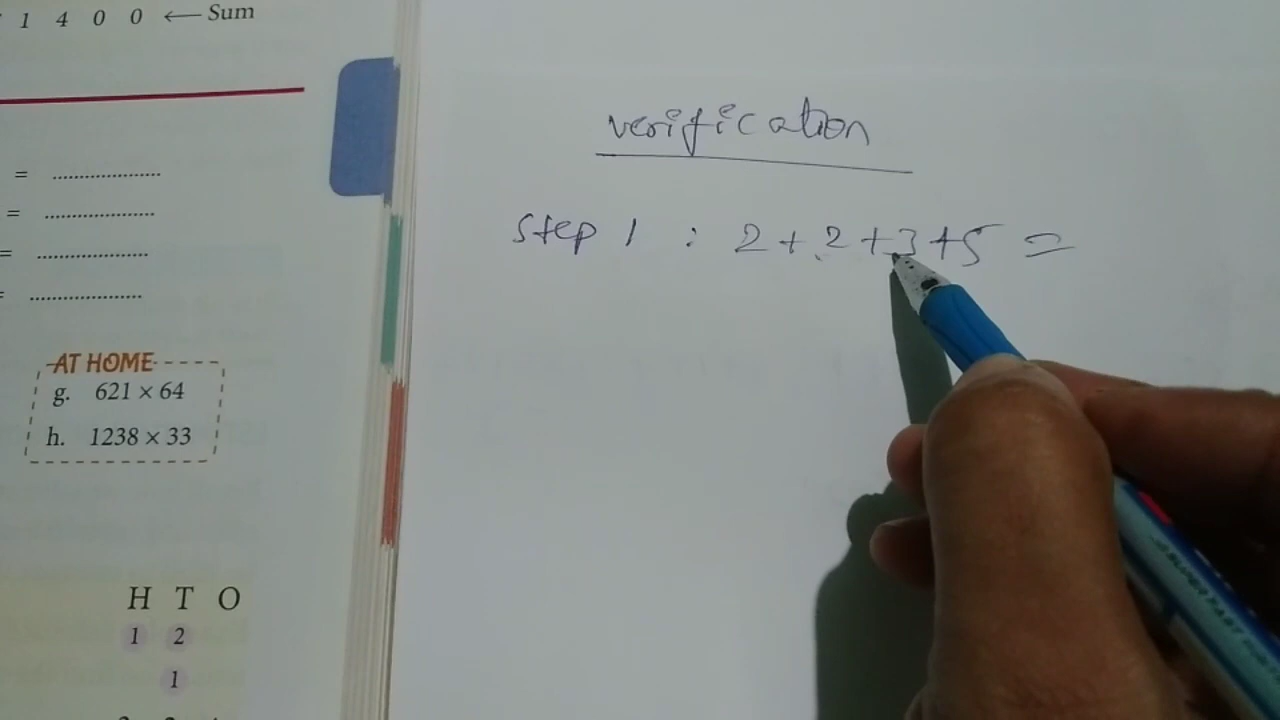 1 4 0 0 ← Sum
= ....................
= ....................
= ....................
= ....................
AT HOME
g. 621 × 64
h. 1238 × 33
H T O
1 2
1
verification
Step 1 : 2 + 2 + 3 + 5 =